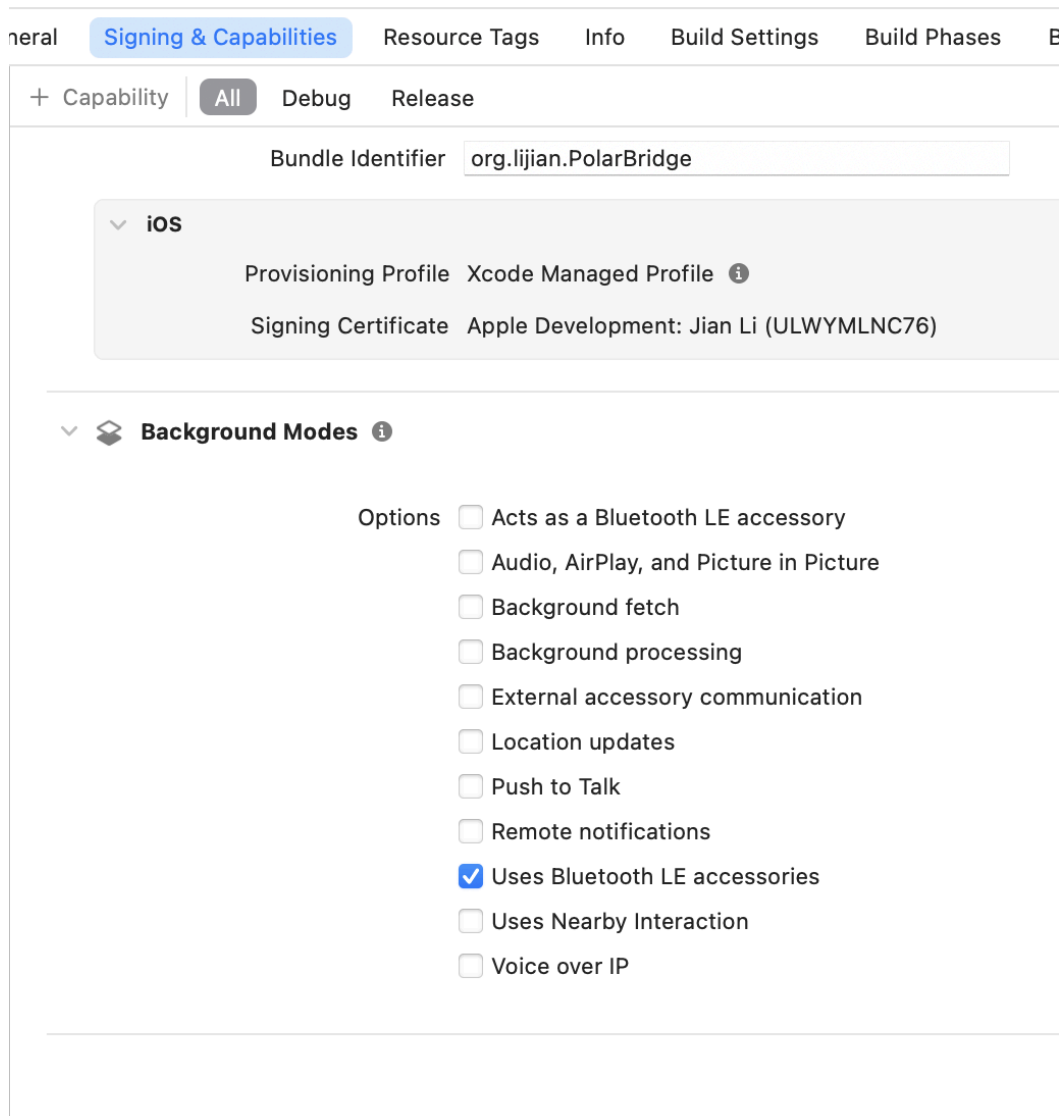 neral Signing & Capabilities Resource Tags Info Build Settings Build Phases
+ Capability All Debug Release
Bundle Identifier org.lijian.PolarBridge
iOS
Provisioning Profile Xcode Managed Profile
Signing Certificate Apple Development: Jian Li (ULWYMLNC76)
Background Modes
Options Acts as a Bluetooth LE accessory
Audio, AirPlay, and Picture in Picture
Background fetch
Background processing
External accessory communication
Location updates
Push to Talk
Remote notifications
Uses Bluetooth LE accessories
Uses Nearby Interaction
Voice over IP